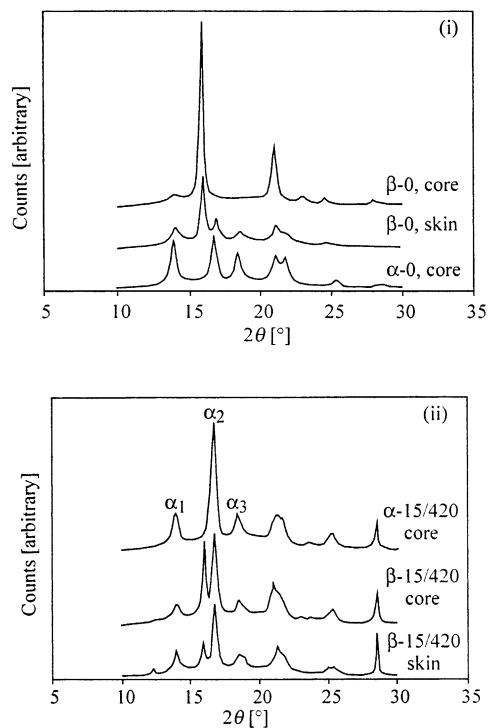 (i)
Counts [arbitrary]
β-0, core
β-0, skin
α-0, core
5 10 15 20 25 30 35
2θ [°]
(ii)
Counts [arbitrary]
α2
α1
α3
α-15/420
core
β-15/420
core
β-15/420
skin
5 10 15 20 25 30 35
2θ [°]